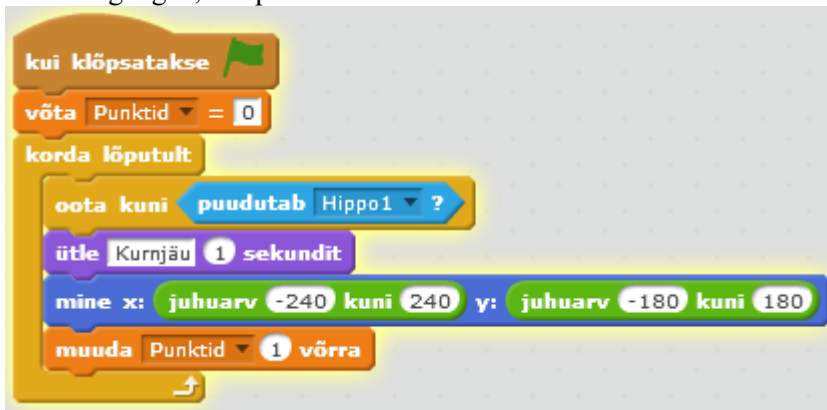 kui klõpsatakse
võta Punktid = 0
korda lõputult
oota kuni puudutab Hippo1 ?
ütle Kurnjäu 1 sekundit
mine x: juhuarv -240 kuni 240 y: juhuarv -180 kuni 180
muuda Punktid 1 võrra